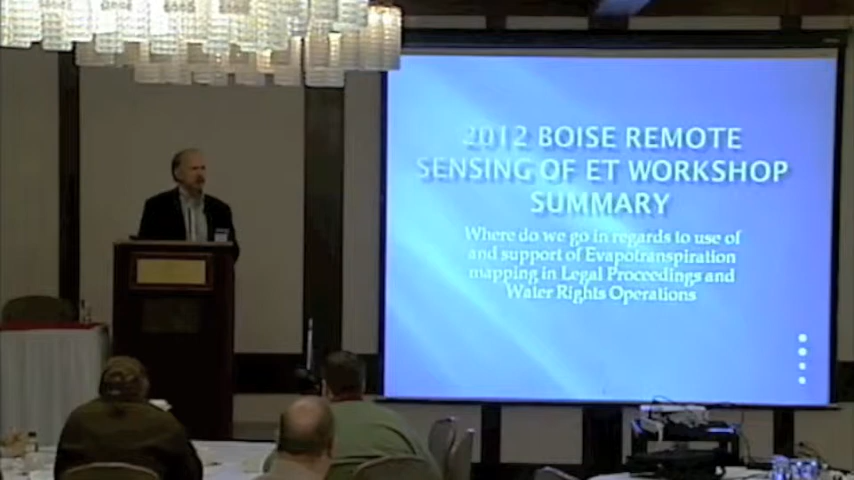 2012 BOISE REMOTE
SENSING OF ET WORKSHOP
SUMMARY
Where do we go in regards to use of
and support of Evapotranspiration
mapping in Legal Proceedings and
Water Rights Operations